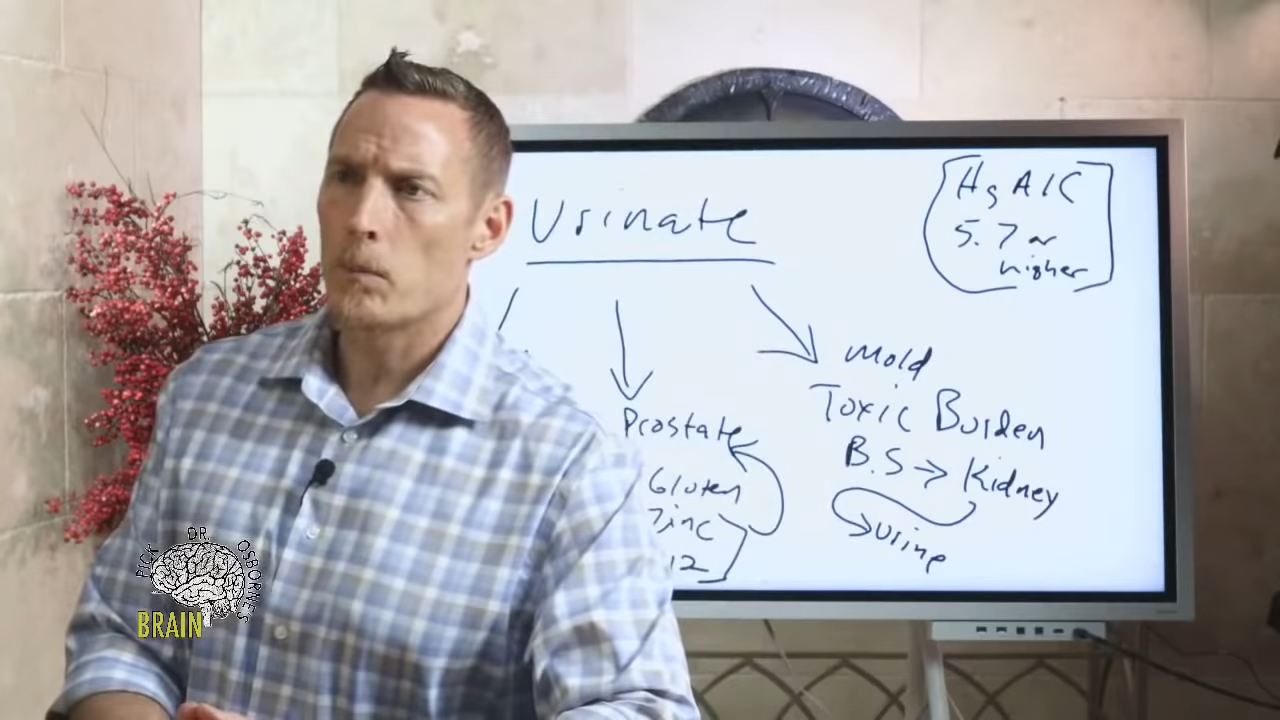 Urinate
Hg A1C
5.7 or
higher
Prostate
Gluten
Zinc
12
Mold
Toxic Burden
B.S → Kidney
Urine
PICK DR. OSBORNE'S
BRAIN